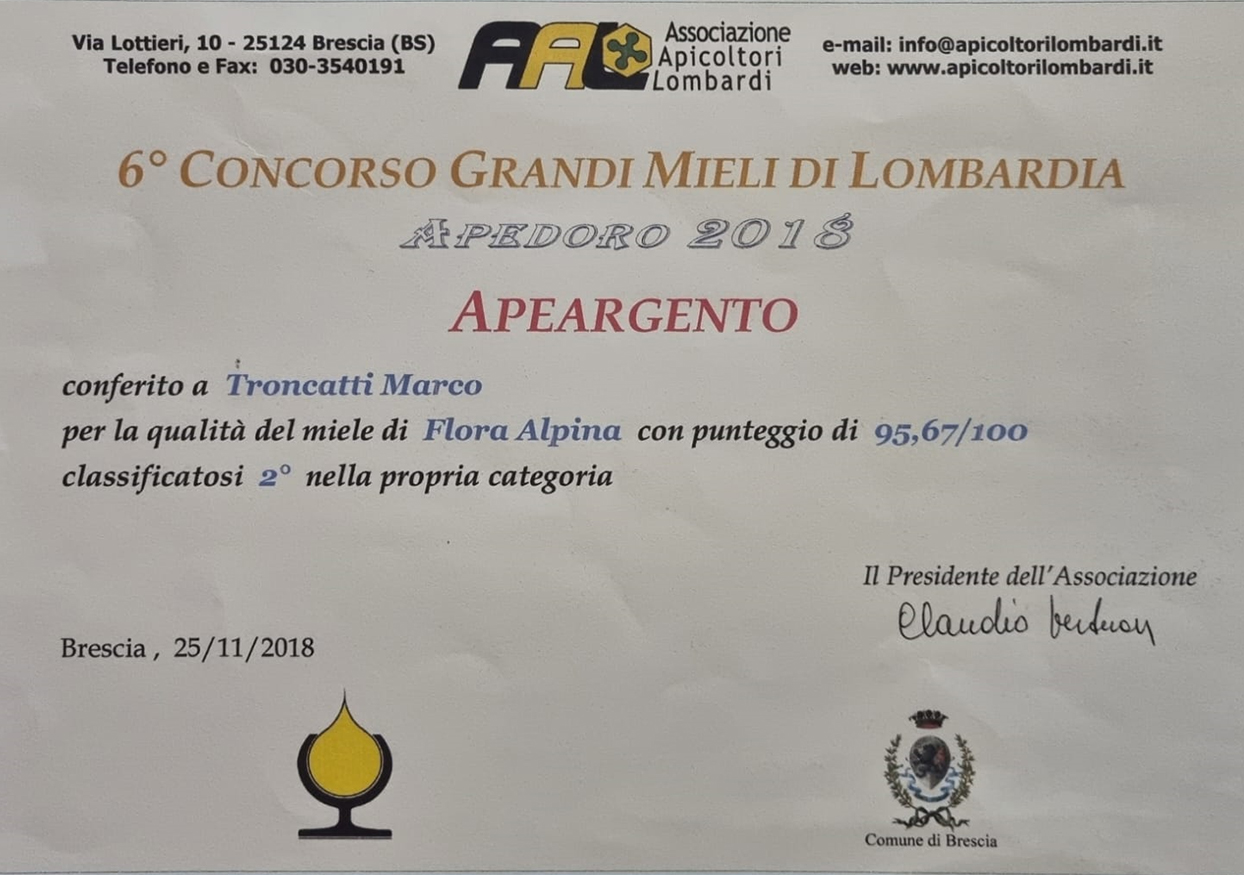 Via Lottieri, 10 - 25124 Brescia (BS)
Telefono e Fax: 030-3540191
AAL
Associazione
Apicoltori
Lombardi
e-mail: info@apicoltorilombardi.it
web: www.apicoltorilombardi.it
6° CONCORSO GRANDI MIELI DI LOMBARDIA
APEDORO 2018
APEARGENTO
conferito a Troncatti Marco
per la qualità del miele di Flora Alpina con punteggio di 95,67/100
classificatosi 2° nella propria categoria
Il Presidente dell'Associazione
Claudio
Brescia , 25/11/2018
Comune di Brescia